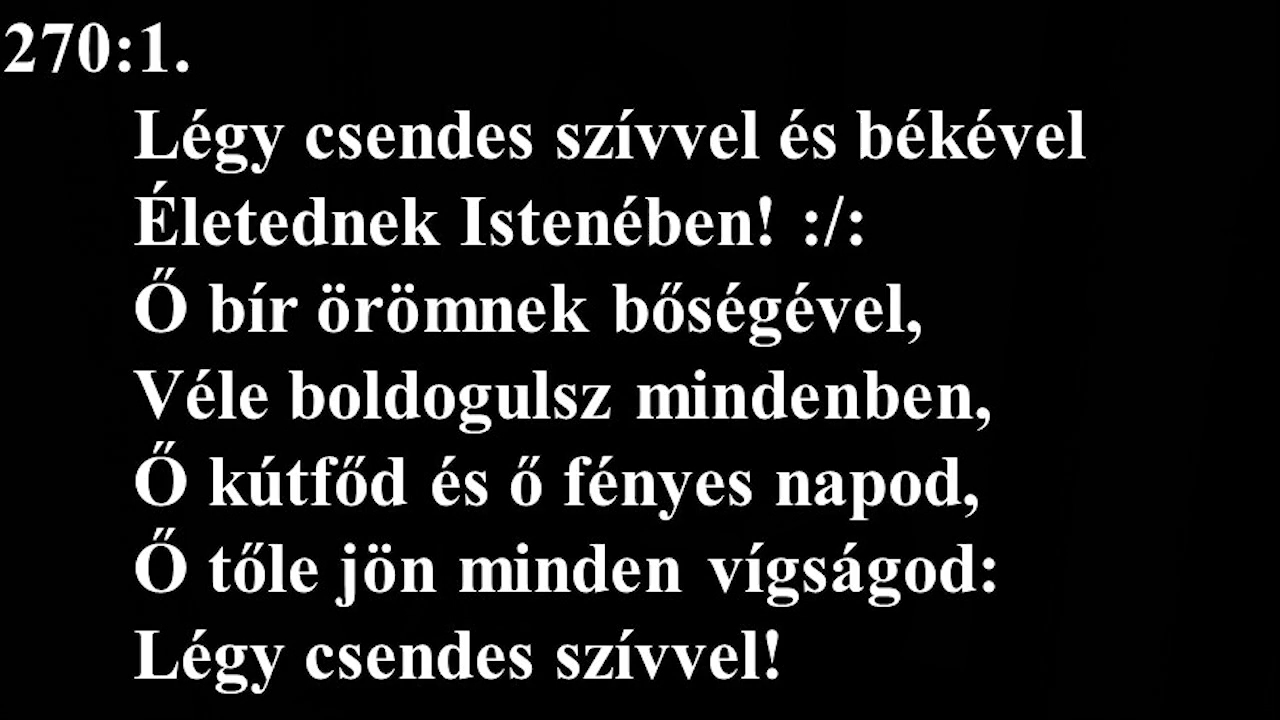 270:1.
Légy csendes szívvel és békével
Életednek Istenében! :/:
Ő bír örömnek bőségével,
Véle boldogulsz mindenben,
Ő kútfőd és ő fényes napod,
Ő tőle jön minden vígságod:
Légy csendes szívvel!